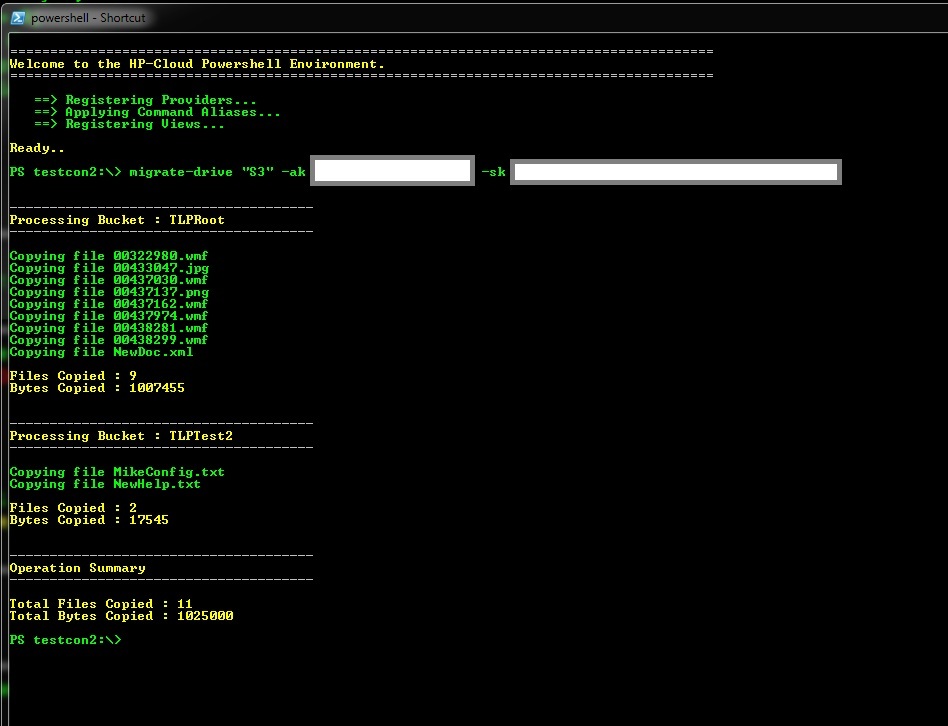 powershell - Shortcut
================================================================================
Welcome to the HP-Cloud Powershell Environment.
================================================================================
==> Registering Providers...
==> Applying Command Aliases...
==> Registering Views...
Ready..
PS testcon2:\> migrate-drive "S3" -ak -sk
--------------------------------------
Processing Bucket : TLPRoot
--------------------------------------
Copying file 00322980.wmf
Copying file 00433047.jpg
Copying file 00437030.wmf
Copying file 00437137.png
Copying file 00437162.wmf
Copying file 00437974.wmf
Copying file 00438281.wmf
Copying file 00438299.wmf
Copying file NewDoc.xml
Files Copied : 9
Bytes Copied : 1007455
--------------------------------------
Processing Bucket : TLPTest2
--------------------------------------
Copying file MikeConfig.txt
Copying file NewHelp.txt
Files Copied : 2
Bytes Copied : 17545
--------------------------------------
Operation Summary
--------------------------------------
Total Files Copied : 11
Total Bytes Copied : 1025000
PS testcon2:\>